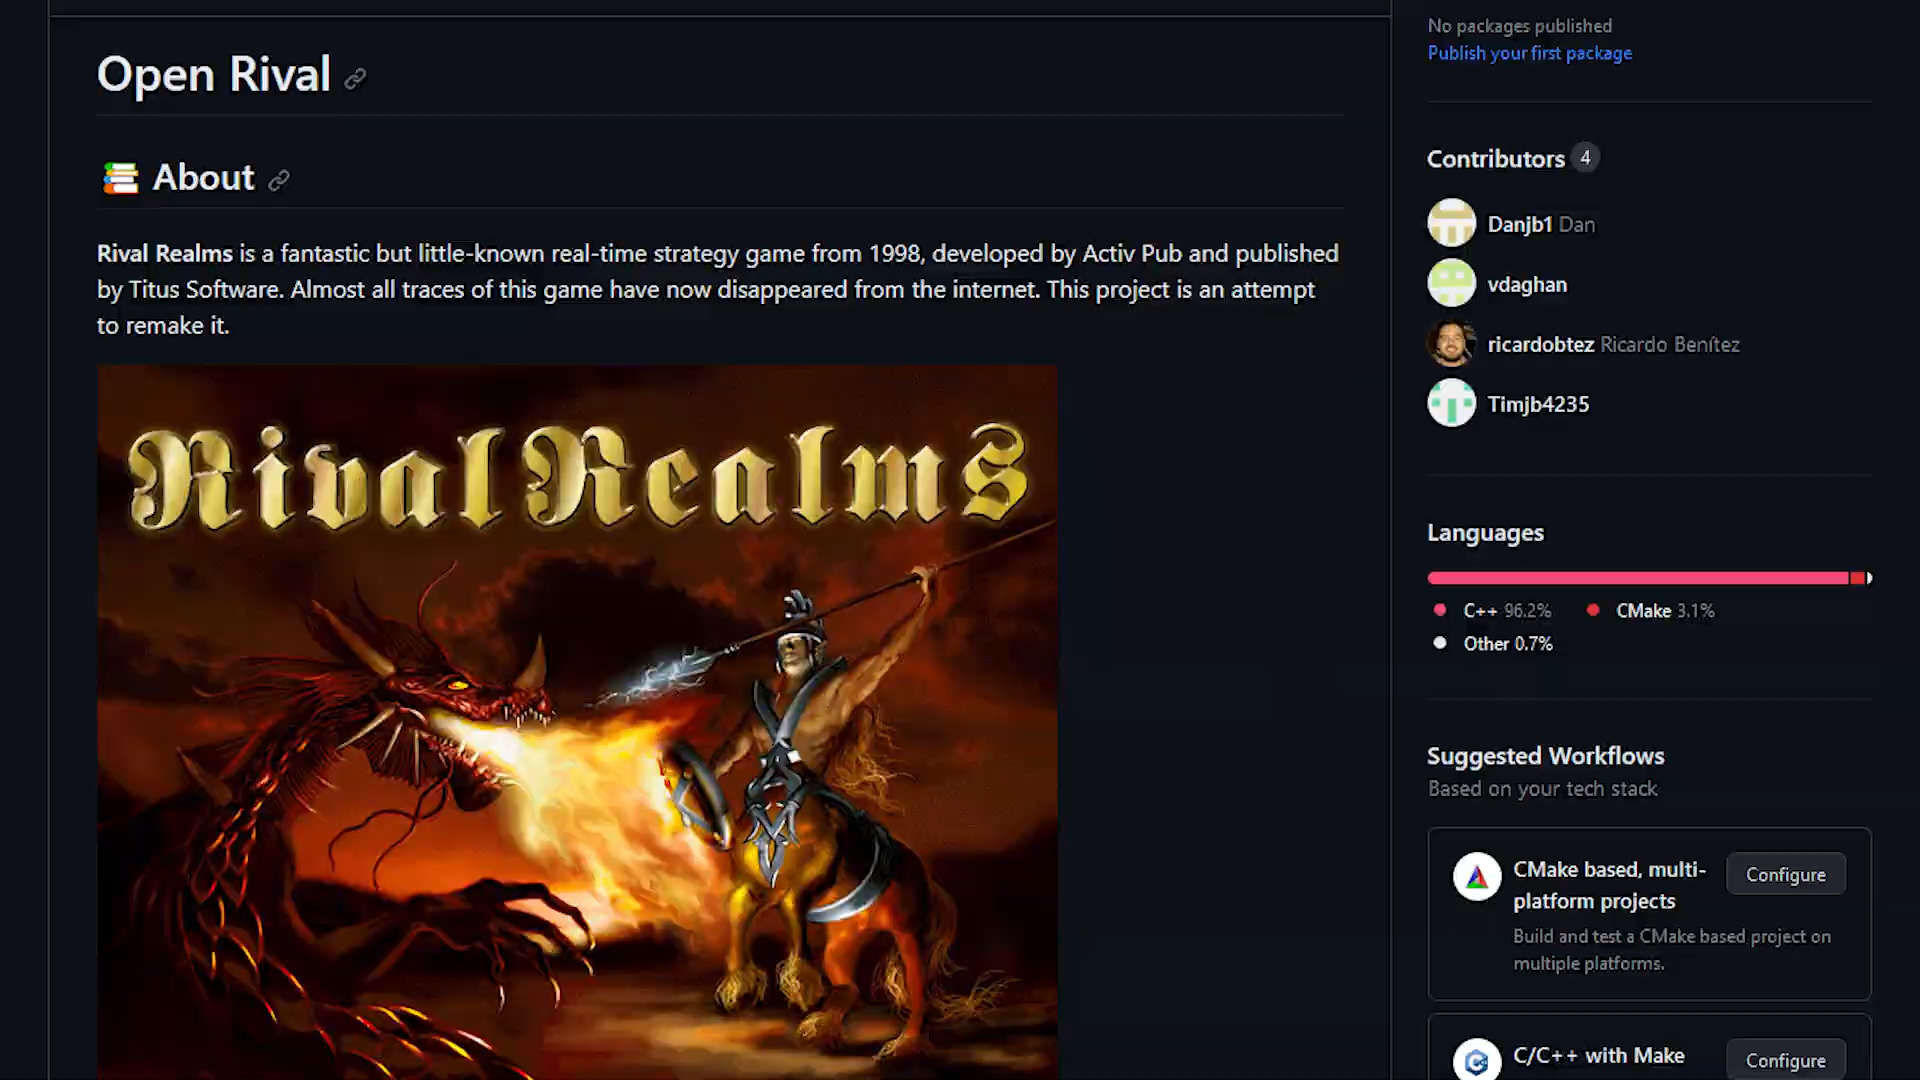 Open Rival
About
Rival Realms is a fantastic but little-known real-time strategy game from 1998, developed by Activ Pub and published
by Titus Software. Almost all traces of this game have now disappeared from the internet. This project is an attempt
to remake it.
Rival Realms
No packages published
Publish your first package
Contributors 4
Danjb1 Dan
vdaghan
ricardobtez Ricardo Benítez
Timjb4235
Languages
C++ 96.2% CMake 3.1%
Other 0.7%
Suggested Workflows
Based on your tech stack
CMake based, multi-
platform projects
Configure
Build and test a CMake based project on
multiple platforms.
C/C++ with Make
Configure